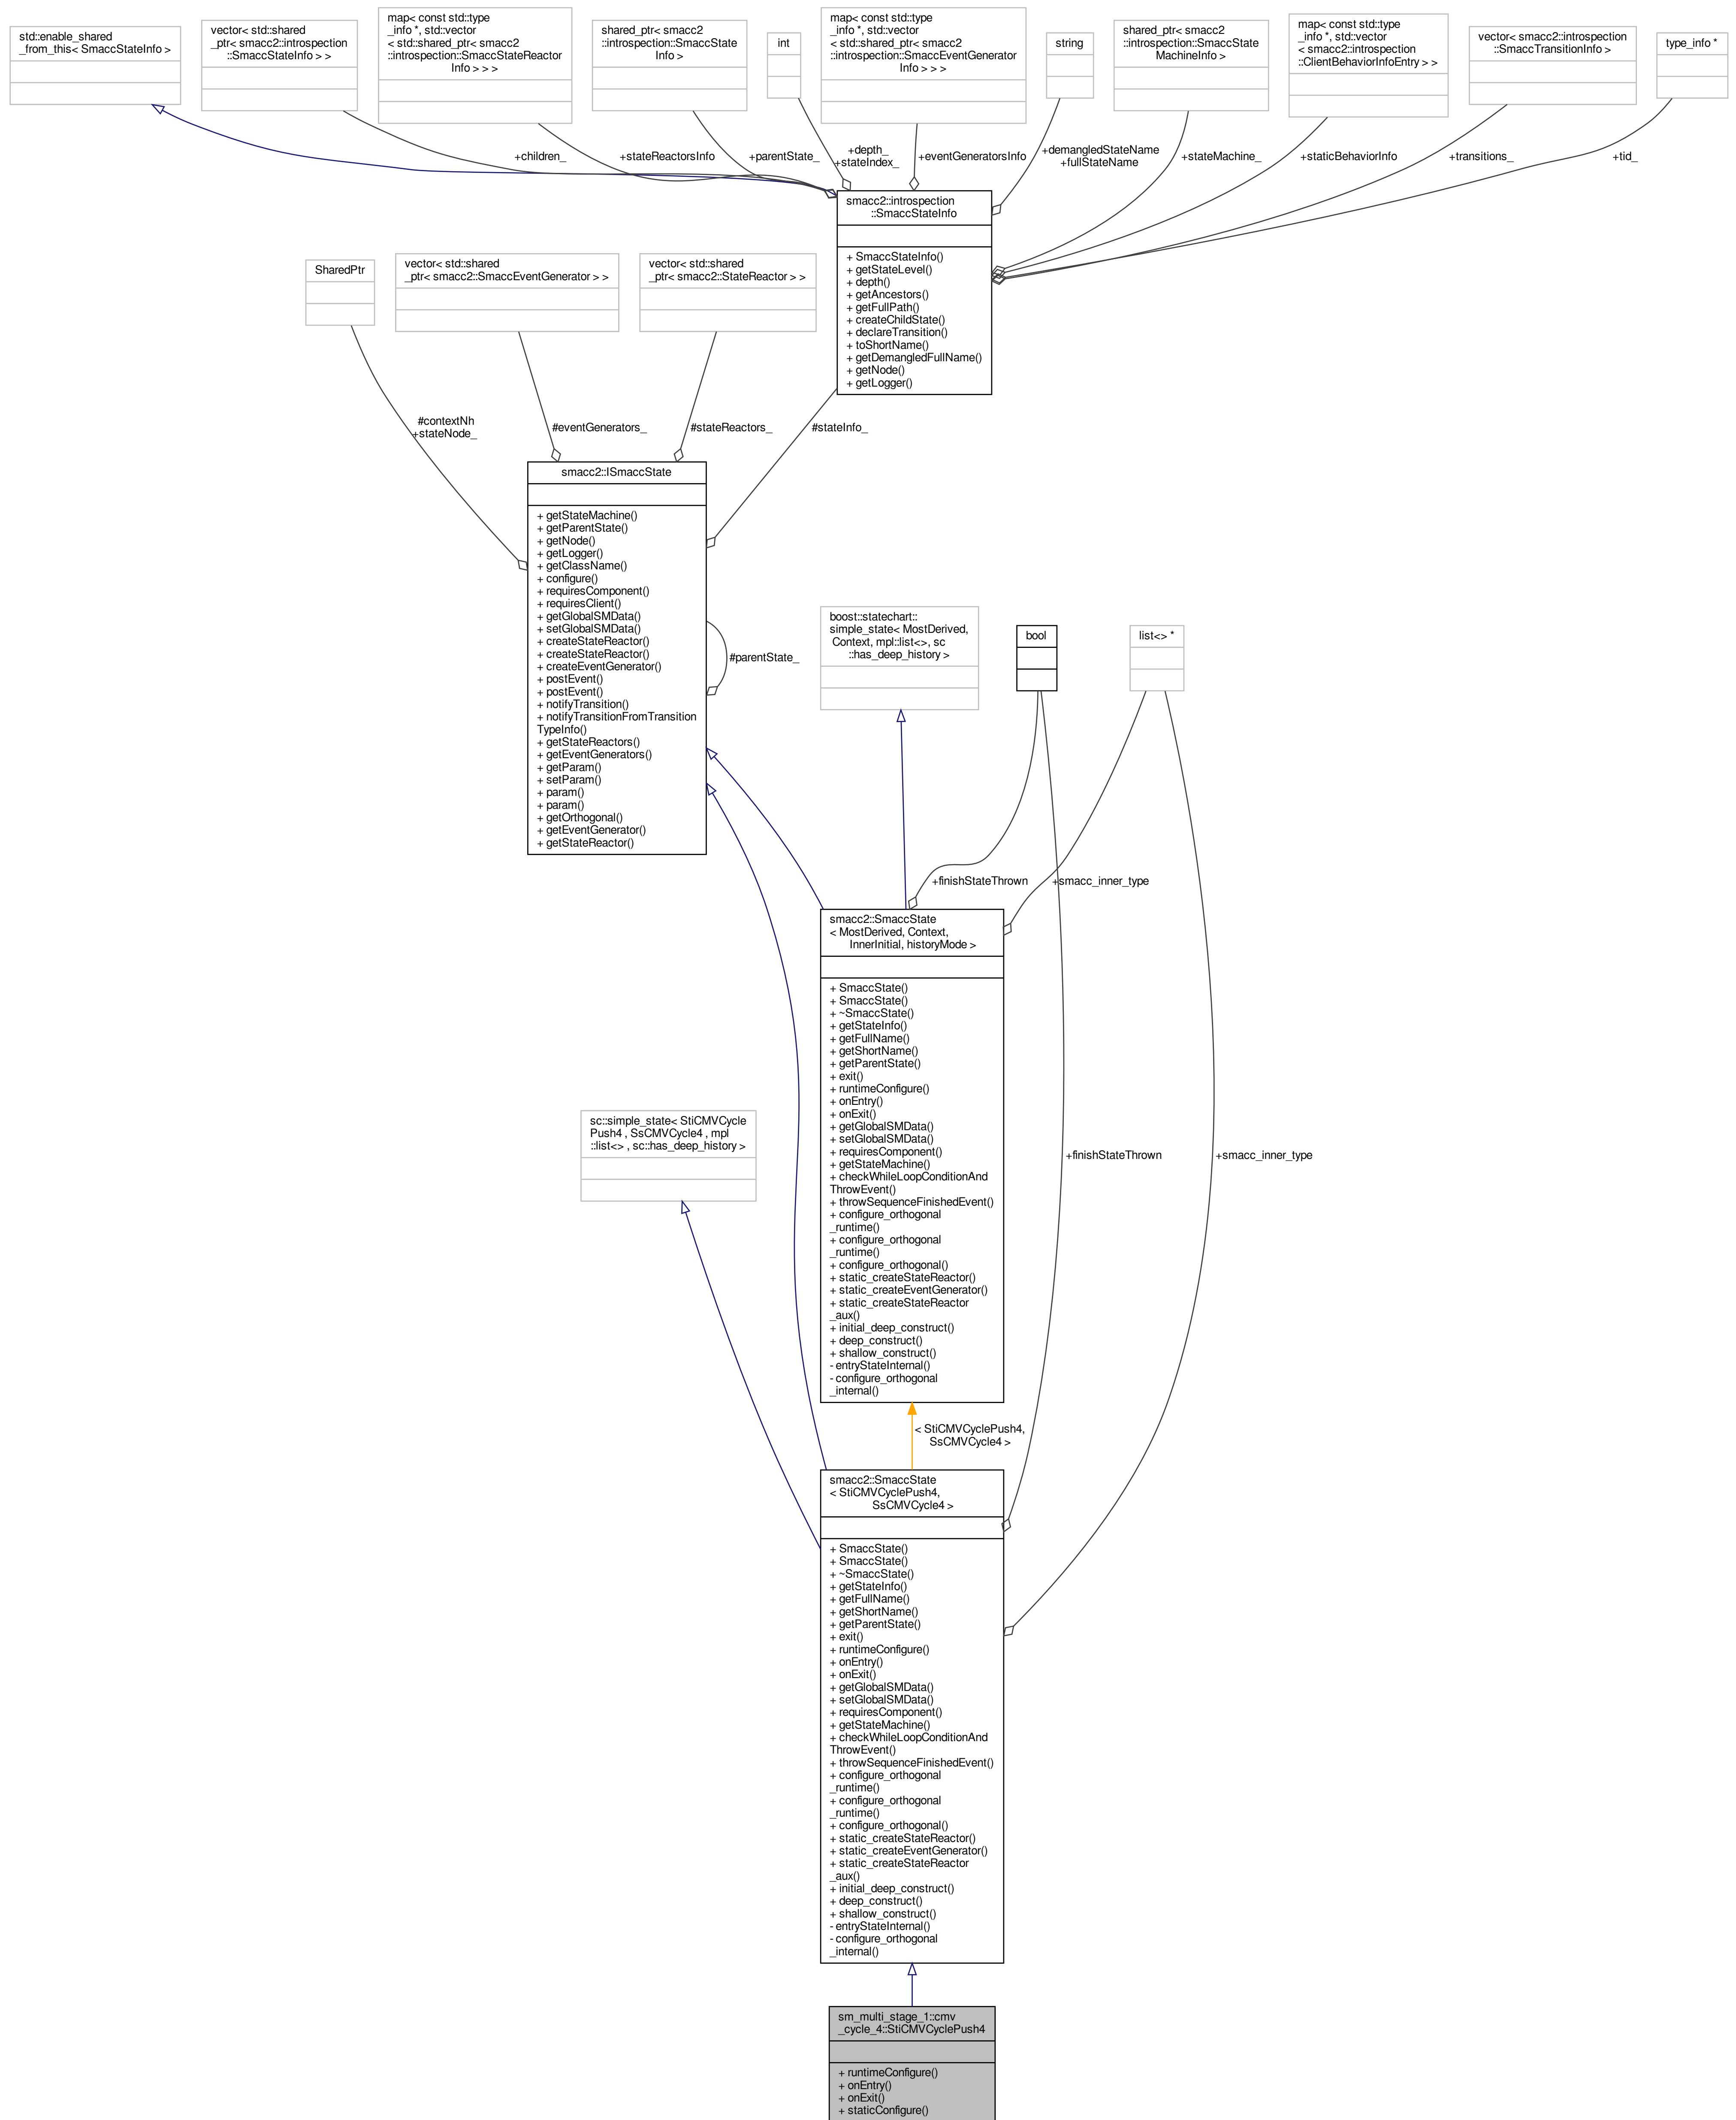 std::enable_shared
_from_this< SmaccStateInfo >
vector< std::shared
_ptr< smacc2::introspection
::SmaccStateInfo > >
map< const std::type
_info *, std::vector
< std::shared_ptr< smacc2
::introspection::SmaccStateReactor
Info > > >
shared_ptr< smacc2
::introspection::SmaccState
Info >
int
map< const std::type
_info *, std::vector
< std::shared_ptr< smacc2
::introspection::SmaccEventGenerator
Info > > >
string
shared_ptr< smacc2
::introspection::SmaccState
MachineInfo >
map< const std::type
_info *, std::vector
< smacc2::introspection
::ClientBehaviorInfoEntry > >
vector< smacc2::introspection
::SmaccTransitionInfo >
type_info *
+children_
+stateReactorsInfo
+parentState_
+depth_
+stateIndex_
+eventGeneratorsInfo
+demangledStateName
+fullStateName
+stateMachine_
+staticBehaviorInfo
+transitions_
+tid_
smacc2::introspection
::SmaccStateInfo
+ SmaccStateInfo()
+ getStateLevel()
+ depth()
+ getAncestors()
+ getFullPath()
+ createChildState()
+ declareTransition()
+ toShortName()
+ getDemangledFullName()
+ getNode()
+ getLogger()
SharedPtr
vector< std::shared
_ptr< smacc2::SmaccEventGenerator > >
vector< std::shared
_ptr< smacc2::StateReactor > >
#contextNh
+stateNode_
#eventGenerators_
#stateReactors_
#stateInfo_
smacc2::ISmaccState
+ getStateMachine()
+ getParentState()
+ getNode()
+ getLogger()
+ getClassName()
+ configure()
+ requiresComponent()
+ requiresClient()
+ getGlobalSMData()
+ setGlobalSMData()
+ createStateReactor()
+ createStateReactor()
+ createEventGenerator()
+ postEvent()
+ postEvent()
+ notifyTransition()
+ notifyTransitionFromTransition
TypeInfo()
+ getStateReactors()
+ getEventGenerators()
+ getParam()
+ setParam()
+ param()
+ param()
+ getOrthogonal()
+ getEventGenerator()
+ getStateReactor()
#parentState_
boost::statechart::
simple_state< MostDerived,
Context, mpl::list<>, sc
::has_deep_history >
bool
list<> *
+finishStateThrown
+smacc_inner_type
smacc2::SmaccState
< MostDerived, Context,
InnerInitial, historyMode >
+ SmaccState()
+ SmaccState()
+ ~SmaccState()
+ getStateInfo()
+ getFullName()
+ getShortName()
+ getParentState()
+ exit()
+ runtimeConfigure()
+ onEntry()
+ onExit()
+ getGlobalSMData()
+ setGlobalSMData()
+ requiresComponent()
+ getStateMachine()
+ checkWhileLoopConditionAnd
ThrowEvent()
+ throwSequenceFinishedEvent()
+ configure_orthogonal
_runtime()
+ configure_orthogonal
_runtime()
+ configure_orthogonal()
+ static_createStateReactor()
+ static_createEventGenerator()
+ static_createStateReactor
_aux()
+ initial_deep_construct()
+ deep_construct()
+ shallow_construct()
- entryStateInternal()
- configure_orthogonal
_internal()
sc::simple_state< StiCMVCycle
Push4 , SsCMVCycle4 , mpl
::list<> , sc::has_deep_history >
+finishStateThrown
+smacc_inner_type
< StiCMVCyclePush4,
SsCMVCycle4 >
smacc2::SmaccState
< StiCMVCyclePush4,
SsCMVCycle4 >
+ SmaccState()
+ SmaccState()
+ ~SmaccState()
+ getStateInfo()
+ getFullName()
+ getShortName()
+ getParentState()
+ exit()
+ runtimeConfigure()
+ onEntry()
+ onExit()
+ getGlobalSMData()
+ setGlobalSMData()
+ requiresComponent()
+ getStateMachine()
+ checkWhileLoopConditionAnd
ThrowEvent()
+ throwSequenceFinishedEvent()
+ configure_orthogonal
_runtime()
+ configure_orthogonal
_runtime()
+ configure_orthogonal()
+ static_createStateReactor()
+ static_createEventGenerator()
+ static_createStateReactor
_aux()
+ initial_deep_construct()
+ deep_construct()
+ shallow_construct()
- entryStateInternal()
- configure_orthogonal
_internal()
sm_multi_stage_1::cmv
_cycle_4::StiCMVCyclePush4
+ runtimeConfigure()
+ onEntry()
+ onExit()
+ staticConfigure()